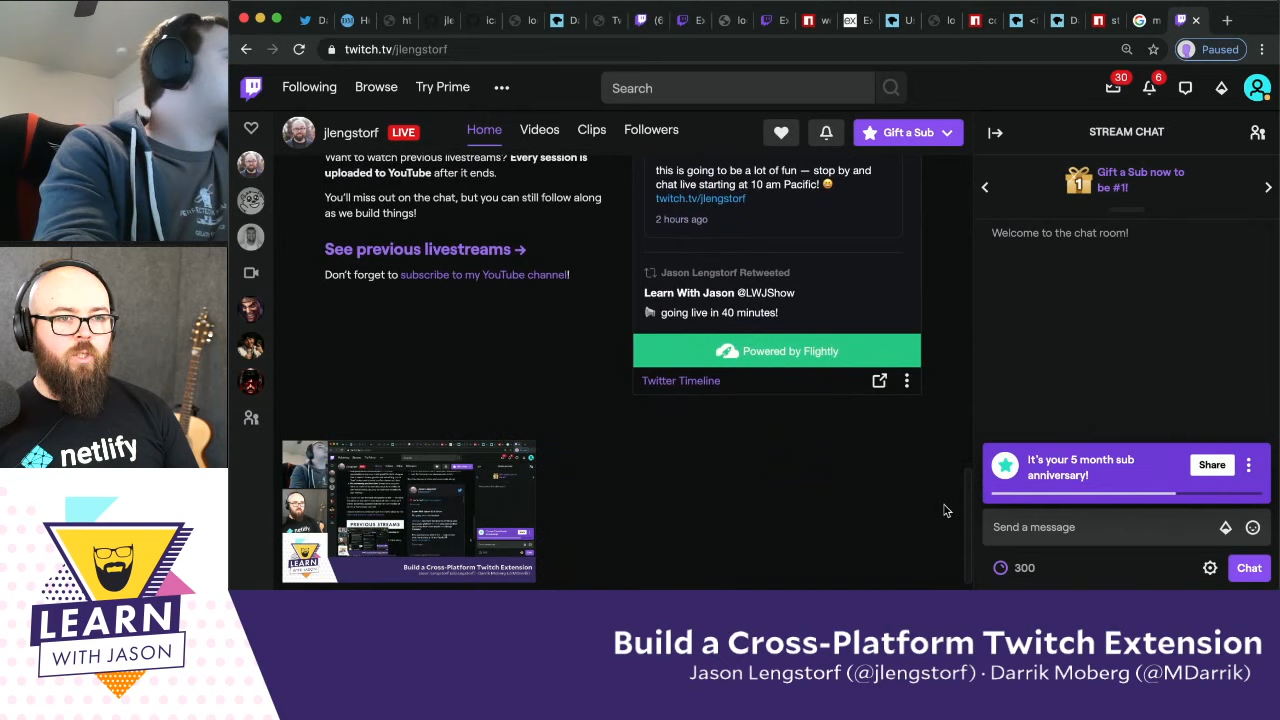 twitch.tv/jlengstorf
Paused
Following
Browse
Try Prime
Search
30
6
jlengstorf
LIVE
Home
Videos
Clips
Followers
Gift a Sub
STREAM CHAT
Want to watch previous livestreams? Every session is
uploaded to YouTube after it ends.
You'll miss out on the chat, but you can still follow along
as we build things!
See previous livestreams →
Don't forget to subscribe to my YouTube channel!
this is going to be a lot of fun — stop by and
chat live starting at 10 am Pacific! 😄
twitch.tv/jlengstorf
2 hours ago
Jason Lengstorf Retweeted
Learn With Jason @LWJShow
going live in 40 minutes!
Powered by Flightly
Twitter Timeline
1
Gift a Sub now to
be #1!
Welcome to the chat room!
It's your 5 month sub
anniversary!
Share
Send a message
300
Chat
netlify
PREVIOUS STREAMS
Build a Cross-Platform Twitch Extension
LEARN
WITH JASON
Build a Cross-Platform Twitch Extension
Jason Lengstorf (@jlengstorf) · Darrik Moberg (@MDarrik)